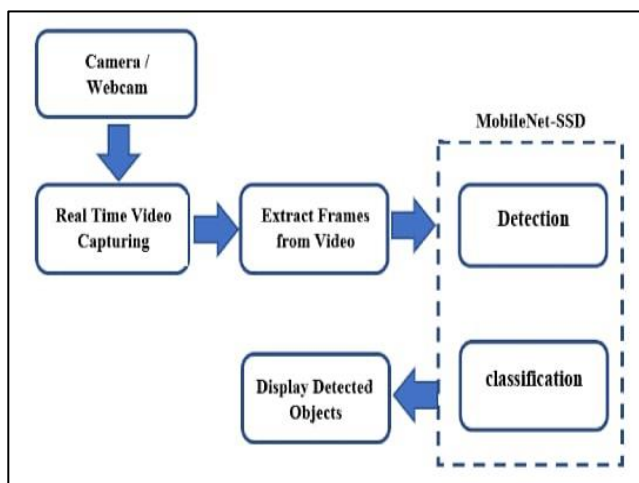 Camera /
Webcam
Real Time Video
Capturing
Extract Frames
from Video
MobileNet-SSD
Detection
classification
Display Detected
Objects